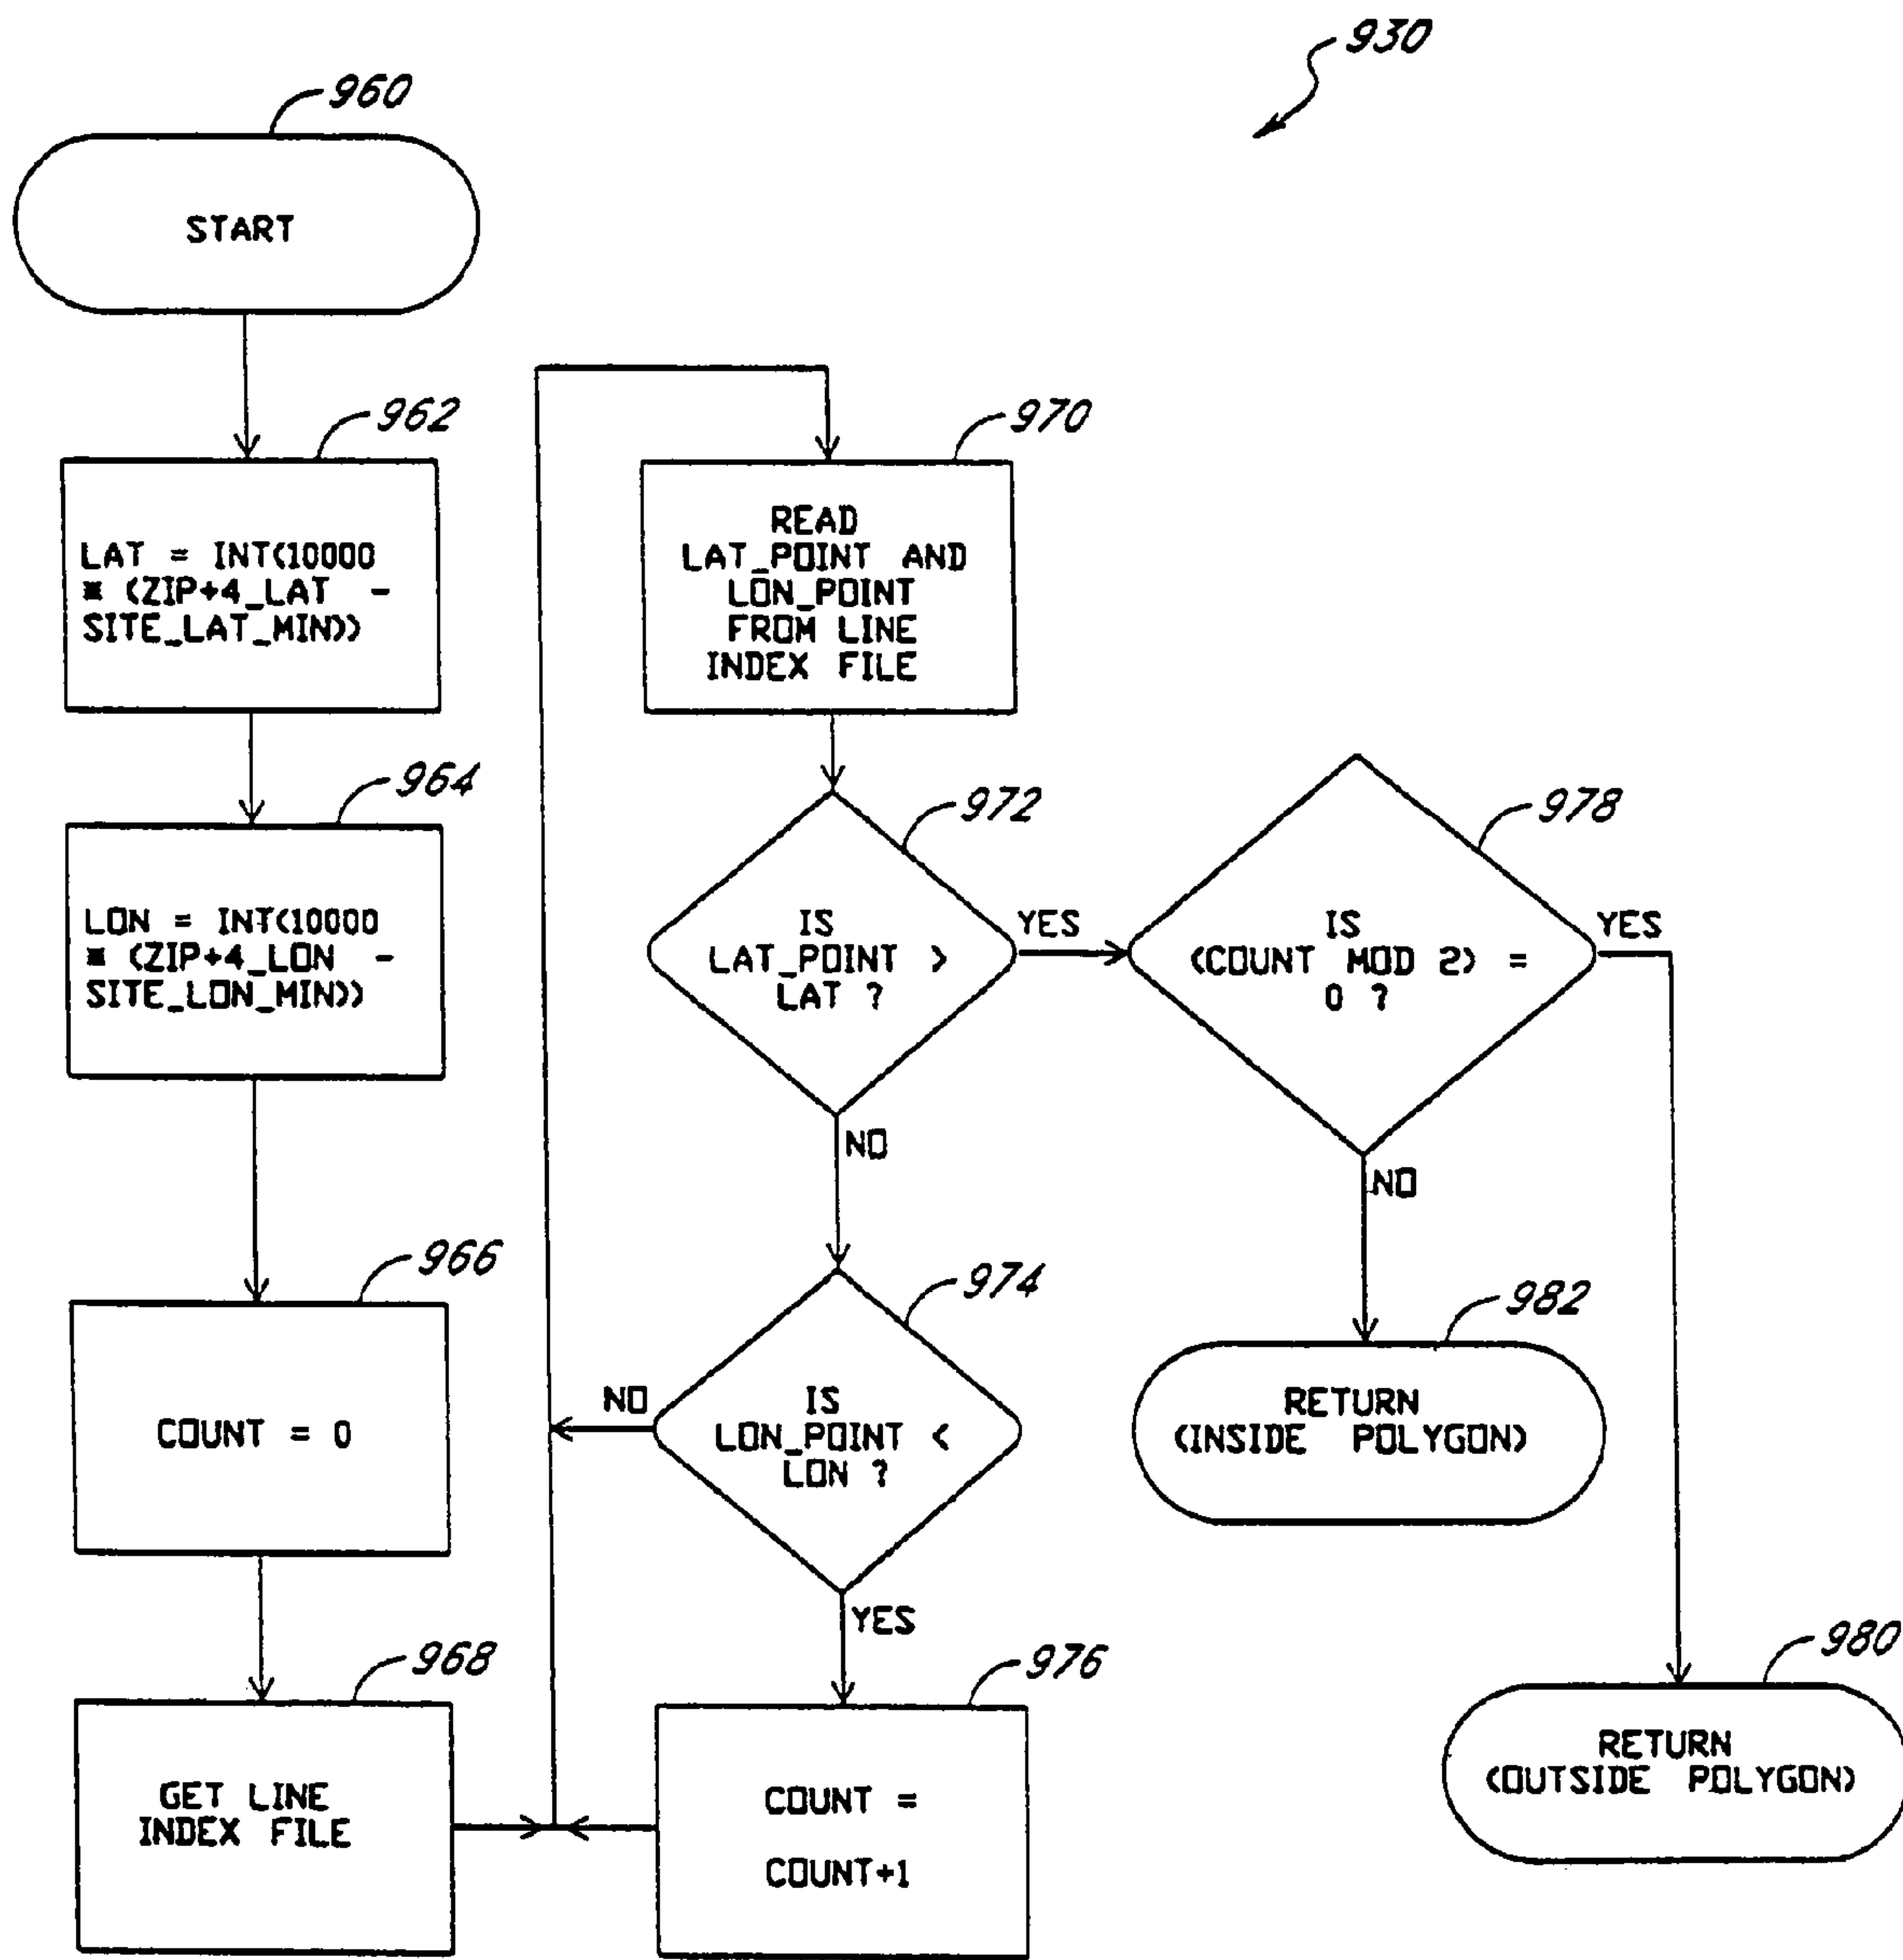 930
960
START
962
LAT = INT(10000
* (ZIP+4_LAT -
SITE_LAT_MIN))
964
LON = INT(10000
* (ZIP+4_LON -
SITE_LON_MIN))
966
COUNT = 0
968
GET LINE
INDEX FILE
970
READ
LAT_POINT AND
LON_POINT
FROM LINE
INDEX FILE
972
IS
LAT_POINT >
LAT ?
YES
NO
974
IS
LON_POINT <
LON ?
NO
YES
976
COUNT =
COUNT+1
978
IS
(COUNT MOD 2) =
0 ?
YES
NO
982
RETURN
(INSIDE POLYGON)
980
RETURN
(OUTSIDE POLYGON)